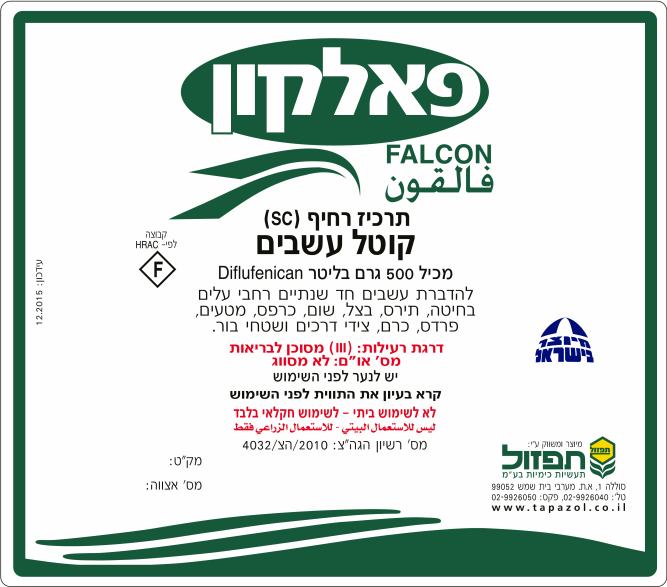 פאלקון
FALCON
فالقون
תרכיז רחיף (SC)
קוטל עשבים
קבוצה
לפי- HRAC
F
מכיל 500 גרם בליטר Diflufenican
להדברת עשבים חד שנתיים רחבי עלים
בחיטה, תירס, בצל, שום, כרפס, מטעים,
פרדס, כרם, צידי דרכים ושטחי בור.
עידכון: 12.2015
דרגת רעילות: (III) מסוכן לבריאות
מס' או"ם: לא מסווג
יש לנער לפני השימוש
קרא בעיון את התווית לפני השימוש
לא לשימוש ביתי – לשימוש חקלאי בלבד
ليس للاستعمال البيتي - للاستعمال الزراعي فقط
מס' רשיון הגה"צ: 2010/הצ/4032
תוצר
בישראל
מק"ט:
מס' אצווה:
מיוצר ומשווק ע"י:
תפזול
תפזול
תעשיות כימיות בע"מ
סוללה 1, א.ת. מערבי בית שמש 99052
טל': 02-9926040, פקס: 02-9926050
www.tapazol.co.il